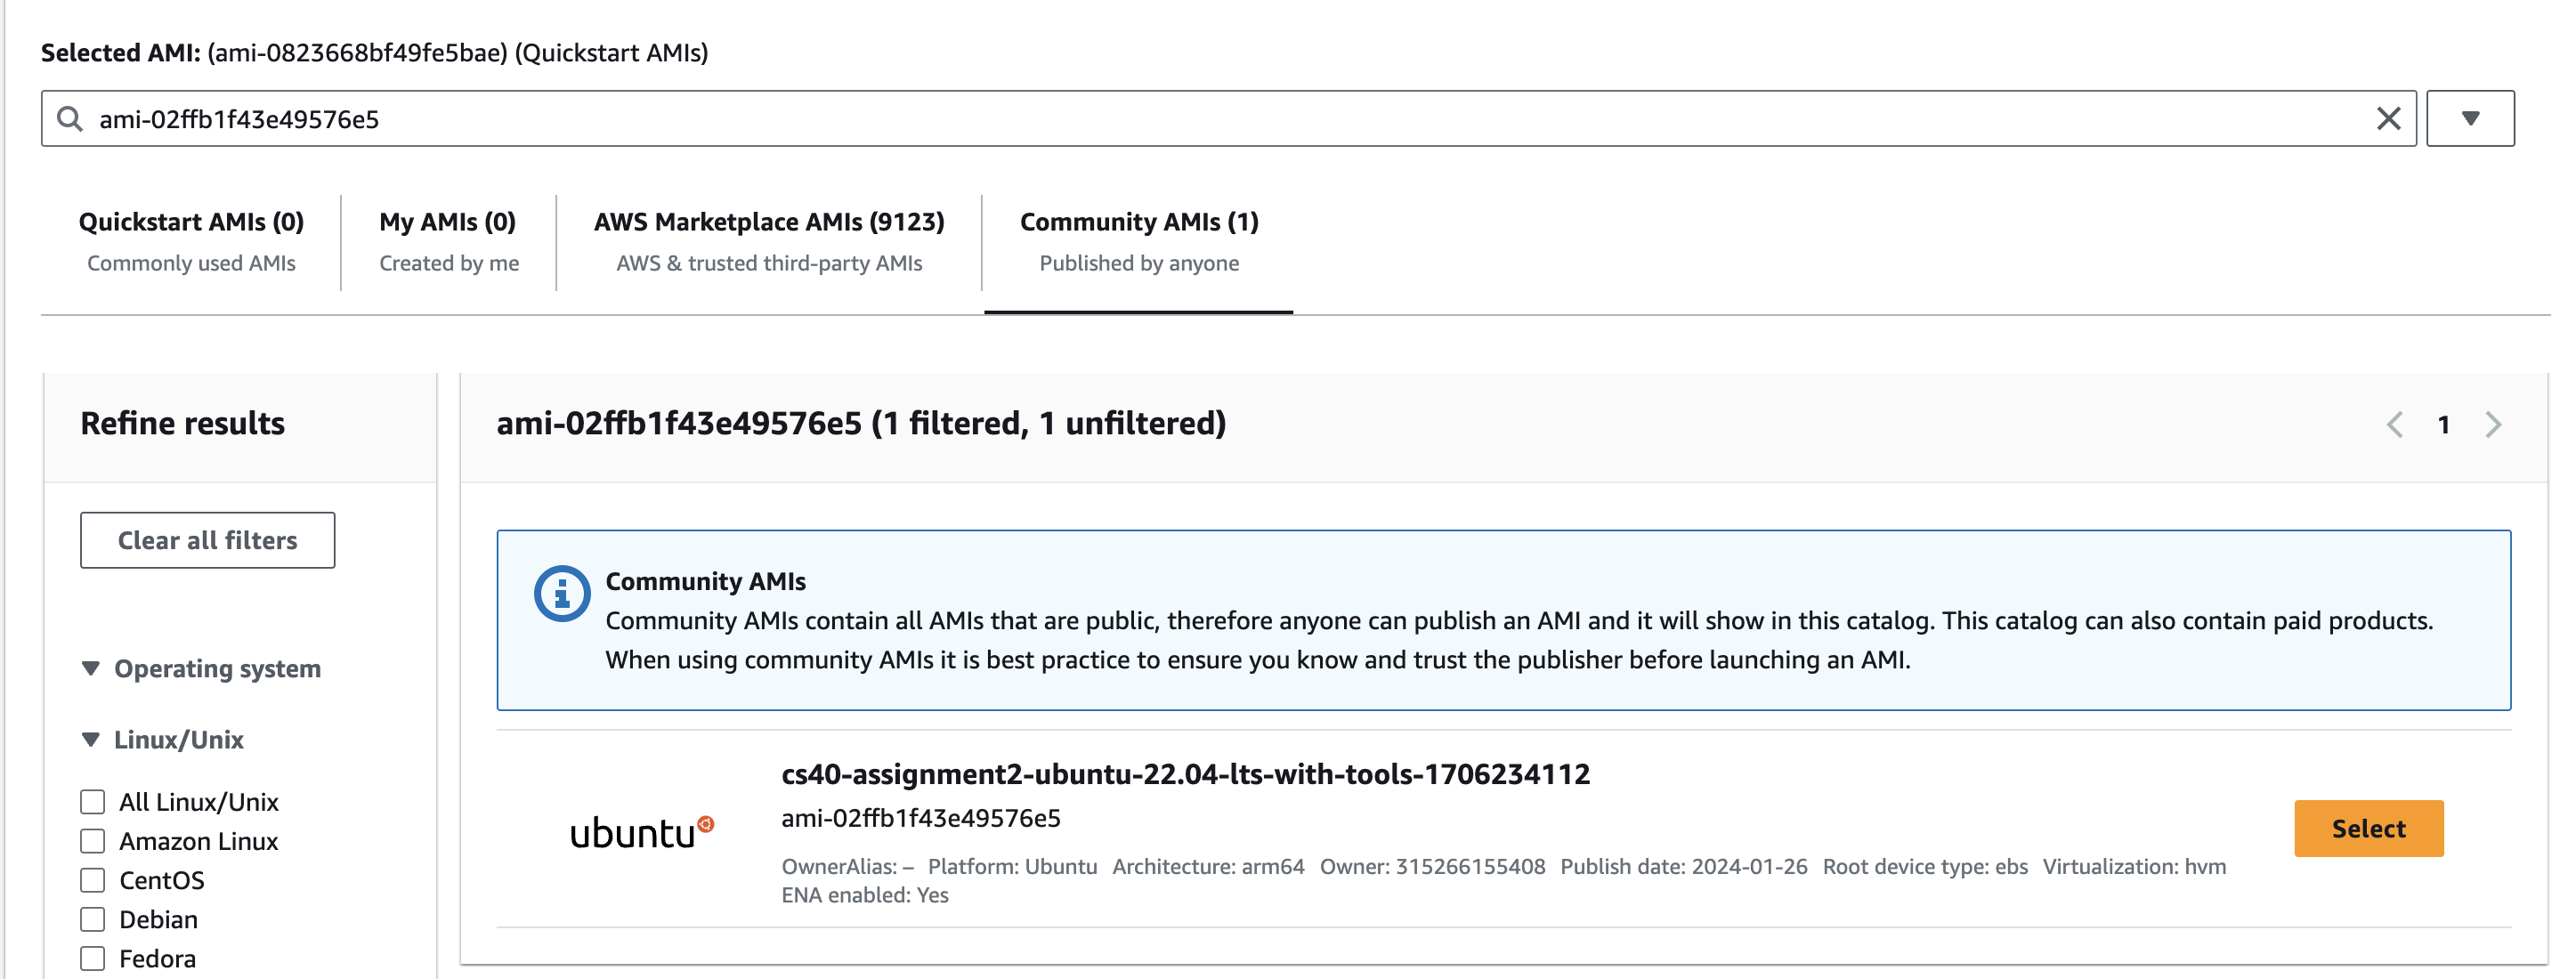 Selected AMI: (ami-0823668bf49fe5bae) (Quickstart AMIs)
ami-02ffb1f43e49576e5
Quickstart AMIs (0)
Commonly used AMIs
My AMIs (0)
Created by me
AWS Marketplace AMIs (9123)
AWS & trusted third-party AMIs
Community AMIs (1)
Published by anyone
Refine results
Clear all filters
Operating system
Linux/Unix
All Linux/Unix
Amazon Linux
CentOS
Debian
Fedora
ami-02ffb1f43e49576e5 (1 filtered, 1 unfiltered)
1
Community AMIs
Community AMIs contain all AMIs that are public, therefore anyone can publish an AMI and it will show in this catalog. This catalog can also contain paid products.
When using community AMIs it is best practice to ensure you know and trust the publisher before launching an AMI.
ubuntu
cs40-assignment2-ubuntu-22.04-lts-with-tools-1706234112
ami-02ffb1f43e49576e5
OwnerAlias: – Platform: Ubuntu Architecture: arm64 Owner: 315266155408 Publish date: 2024-01-26 Root device type: ebs Virtualization: hvm
ENA enabled: Yes
Select